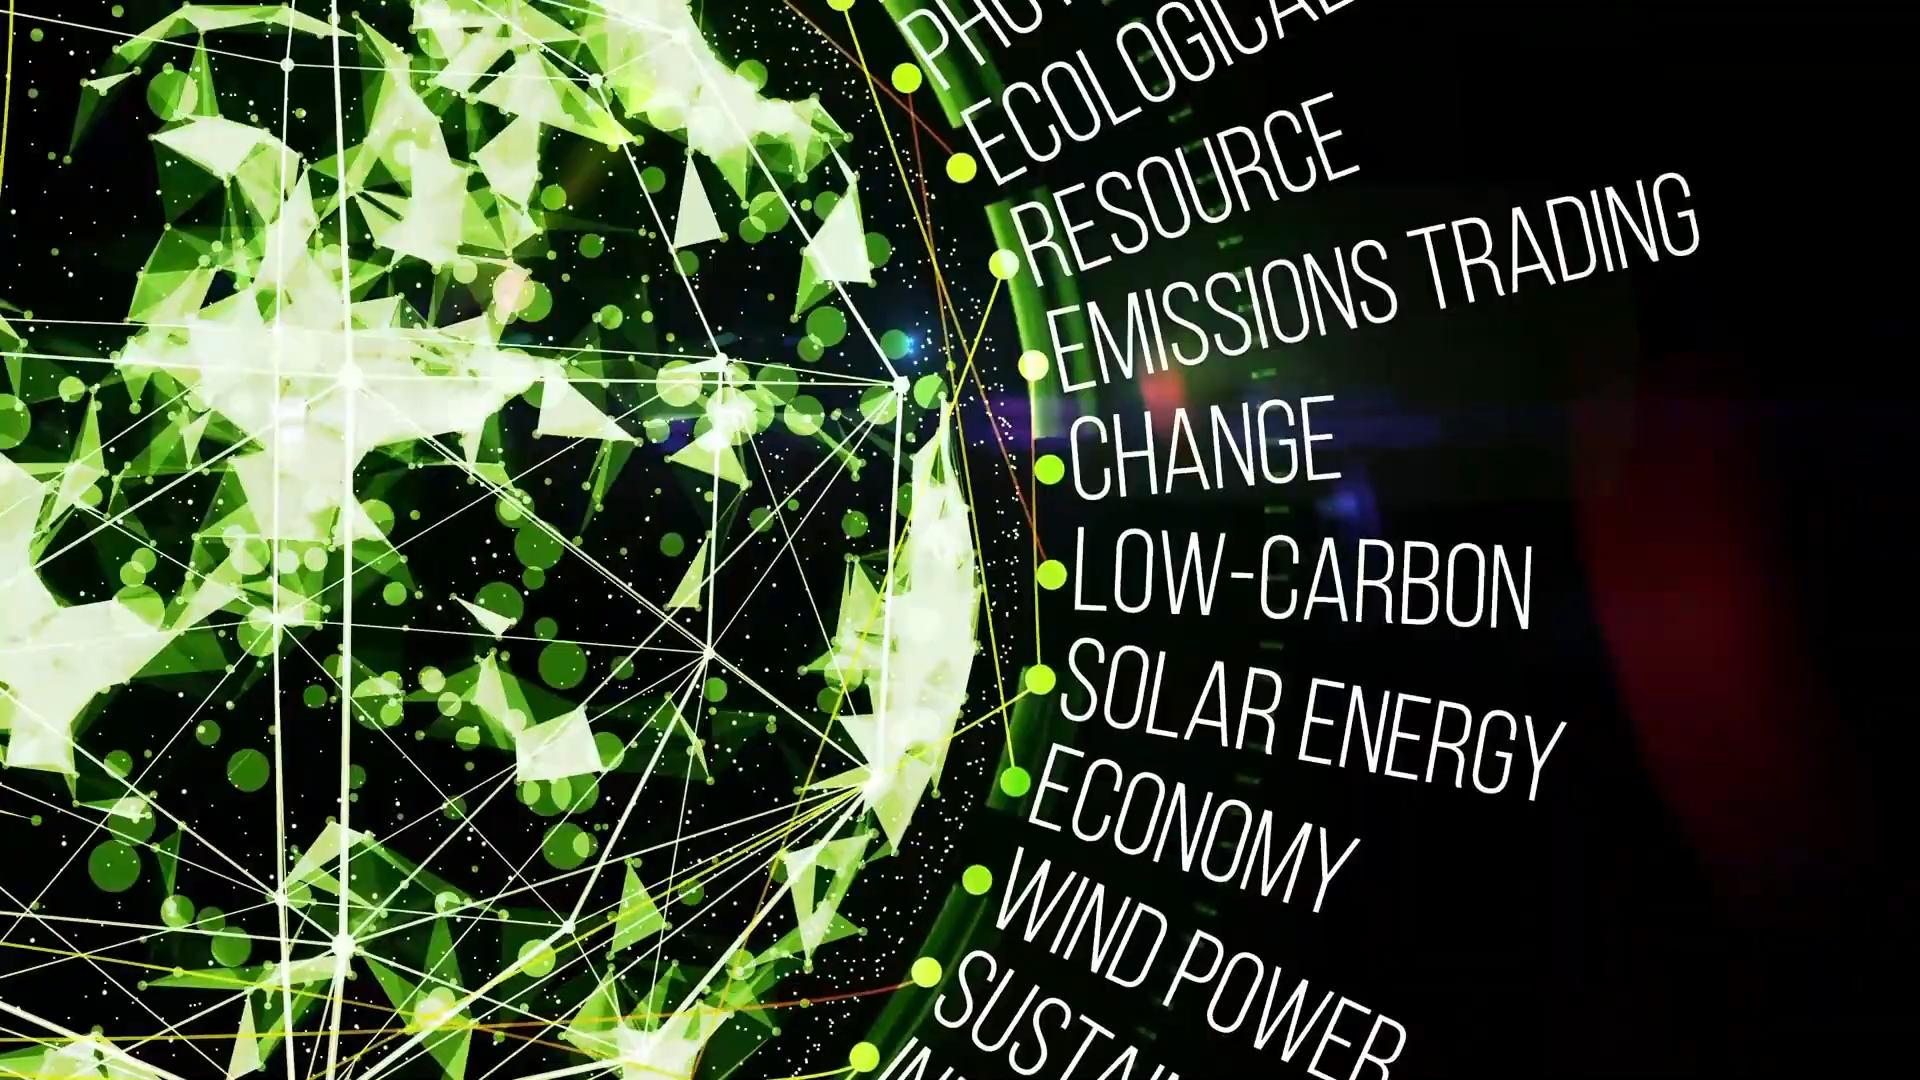 ECOLOGICAL
RESOURCE
EMISSIONS TRADING
CHANGE
LOW-CARBON
SOLAR ENERGY
ECONOMY
WIND POWER